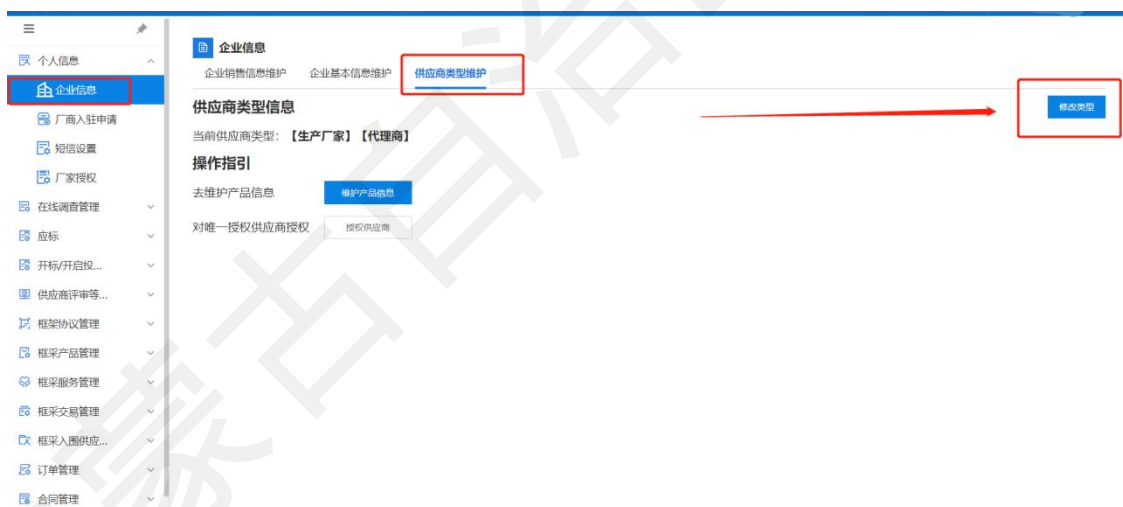 个人信息
企业信息
厂商入驻申请
短信设置
厂家授权
在线调查管理
应标
开标/开启投...
供应商评审等...
框架协议管理
框采产品管理
框采服务管理
框采交易管理
框采入围供应...
订单管理
合同管理
企业信息
企业销售信息维护 企业基本信息维护 供应商类型维护
供应商类型信息
修改类型
当前供应商类型：【生产厂家】【代理商】
操作指引
去维护产品信息 维护产品信息
对唯一授权供应商授权 授权供应商
蒙古自治